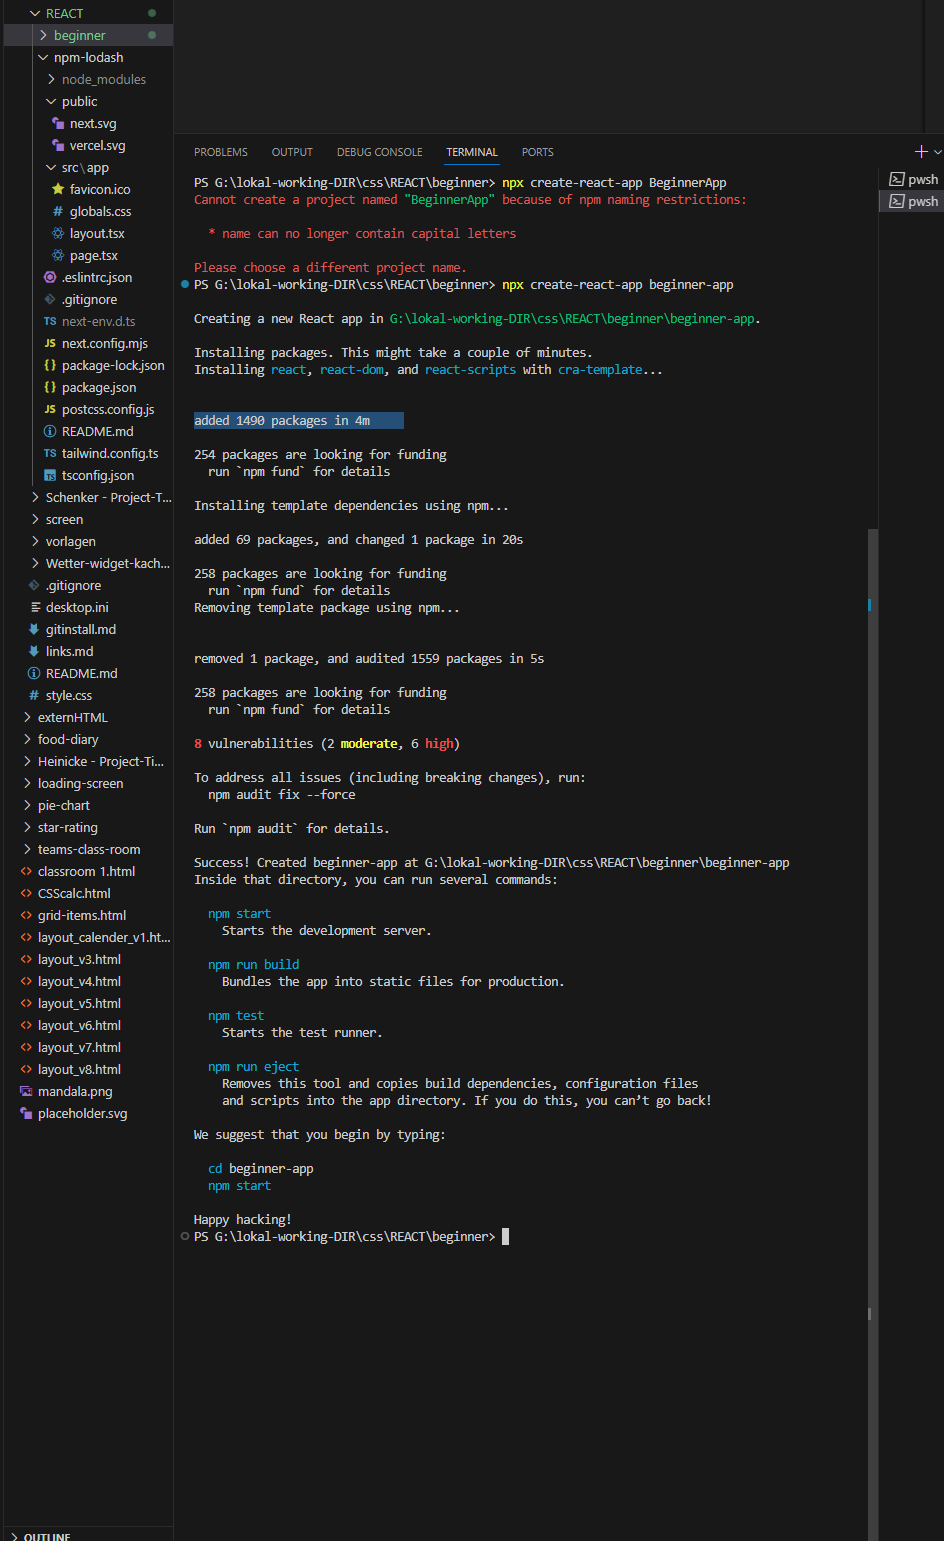 REACT
beginner
npm-lodash
node_modules
public
next.svg
vercel.svg
src\app
favicon.ico
globals.css
layout.tsx
page.tsx
.eslintrc.json
.gitignore
next-env.d.ts
next.config.mjs
package-lock.json
package.json
postcss.config.js
README.md
tailwind.config.ts
tsconfig.json
Schenker - Project-T...
screen
vorlagen
Wetter-widget-kach...
.gitignore
desktop.ini
gitinstall.md
links.md
README.md
style.css
externHTML
food-diary
Heinicke - Project-Ti...
loading-screen
pie-chart
star-rating
teams-class-room
classroom 1.html
CSScalc.html
grid-items.html
layout_calender_v1.ht...
layout_v3.html
layout_v4.html
layout_v5.html
layout_v6.html
layout_v7.html
layout_v8.html
mandala.png
placeholder.svg
OUTLINE
PROBLEMS OUTPUT DEBUG CONSOLE TERMINAL PORTS
pwsh
pwsh
PS G:\lokal-working-DIR\css\REACT\beginner> npx create-react-app BeginnerApp
Cannot create a project named "BeginnerApp" because of npm naming restrictions:
* name can no longer contain capital letters
Please choose a different project name.
PS G:\lokal-working-DIR\css\REACT\beginner> npx create-react-app beginner-app
Creating a new React app in G:\lokal-working-DIR\css\REACT\beginner\beginner-app.
Installing packages. This might take a couple of minutes.
Installing react, react-dom, and react-scripts with cra-template...
added 1490 packages in 4m
254 packages are looking for funding
run `npm fund` for details
Installing template dependencies using npm...
added 69 packages, and changed 1 package in 20s
258 packages are looking for funding
run `npm fund` for details
Removing template package using npm...
removed 1 package, and audited 1559 packages in 5s
258 packages are looking for funding
run `npm fund` for details
8 vulnerabilities (2 moderate, 6 high)
To address all issues (including breaking changes), run:
npm audit fix --force
Run `npm audit` for details.
Success! Created beginner-app at G:\lokal-working-DIR\css\REACT\beginner\beginner-app
Inside that directory, you can run several commands:
npm start
Starts the development server.
npm run build
Bundles the app into static files for production.
npm test
Starts the test runner.
npm run eject
Removes this tool and copies build dependencies, configuration files
and scripts into the app directory. If you do this, you can’t go back!
We suggest that you begin by typing:
cd beginner-app
npm start
Happy hacking!
PS G:\lokal-working-DIR\css\REACT\beginner>